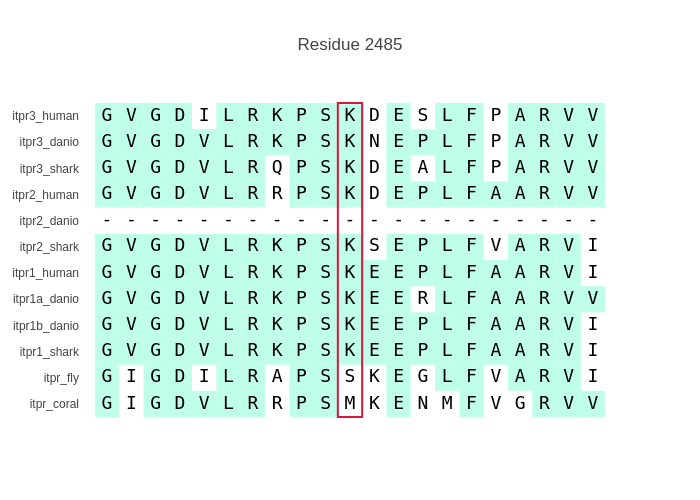 Residue 2485
itpr3_human G V G D I L R K P S K D E S L F P A R V V
itpr3_danio G V G D V L R K P S K N E P L F P A R V V
itpr3_shark G V G D V L R Q P S K D E A L F P A R V V
itpr2_human G V G D V L R R P S K D E P L F A A R V V
itpr2_danio - - - - - - - - - - - - - - - - - - - - -
itpr2_shark G V G D V L R K P S K S E P L F V A R V I
itpr1_human G V G D V L R K P S K E E P L F A A R V I
itpr1a_danio G V G D V L R K P S K E E R L F A A R V V
itpr1b_danio G V G D V L R K P S K E E P L F A A R V I
itpr1_shark G V G D V L R K P S K E E P L F A A R V I
itpr_fly G I G D I L R A P S S K E G L F V A R V I
itpr_coral G I G D V L R R P S M K E N M F V G R V V